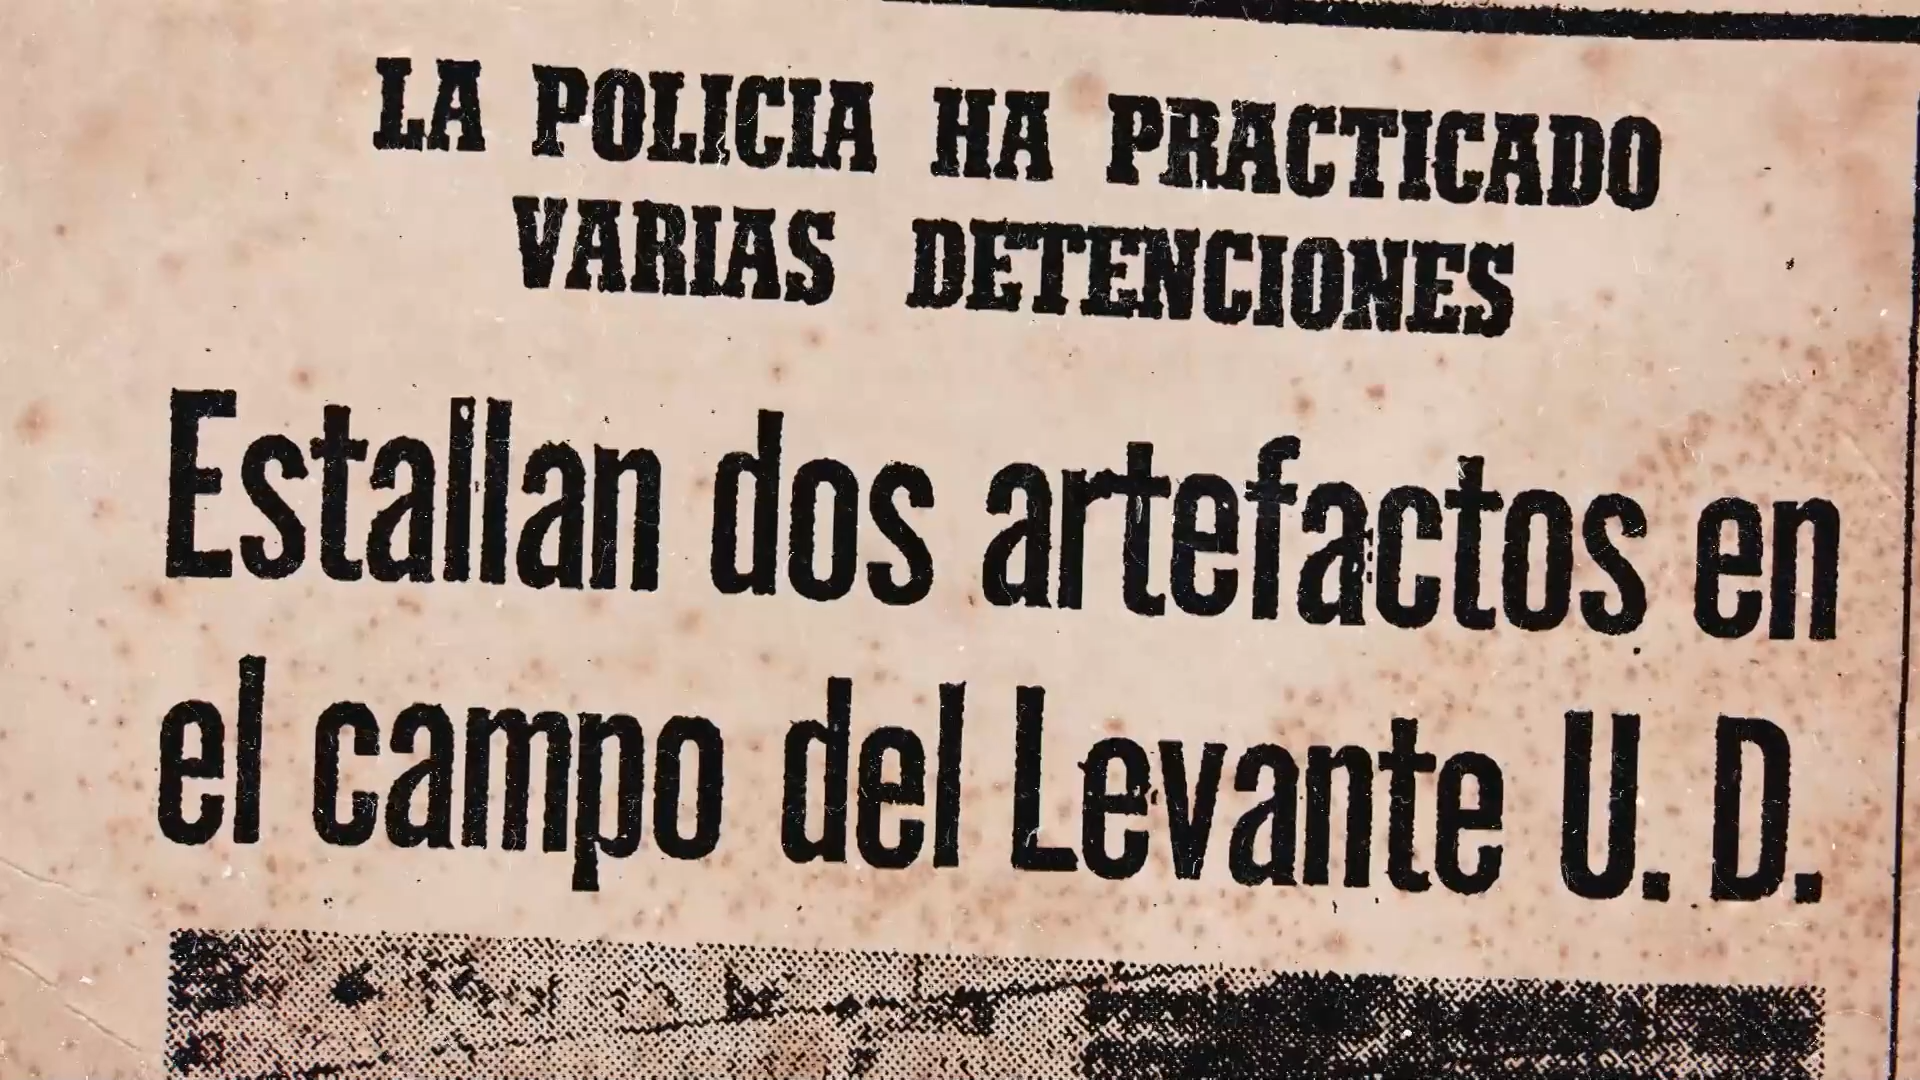 LA POLICIA HA PRACTICADO
VARIAS DETENCIONES
Estallan dos artefactos en
el campo del Levante U. D.